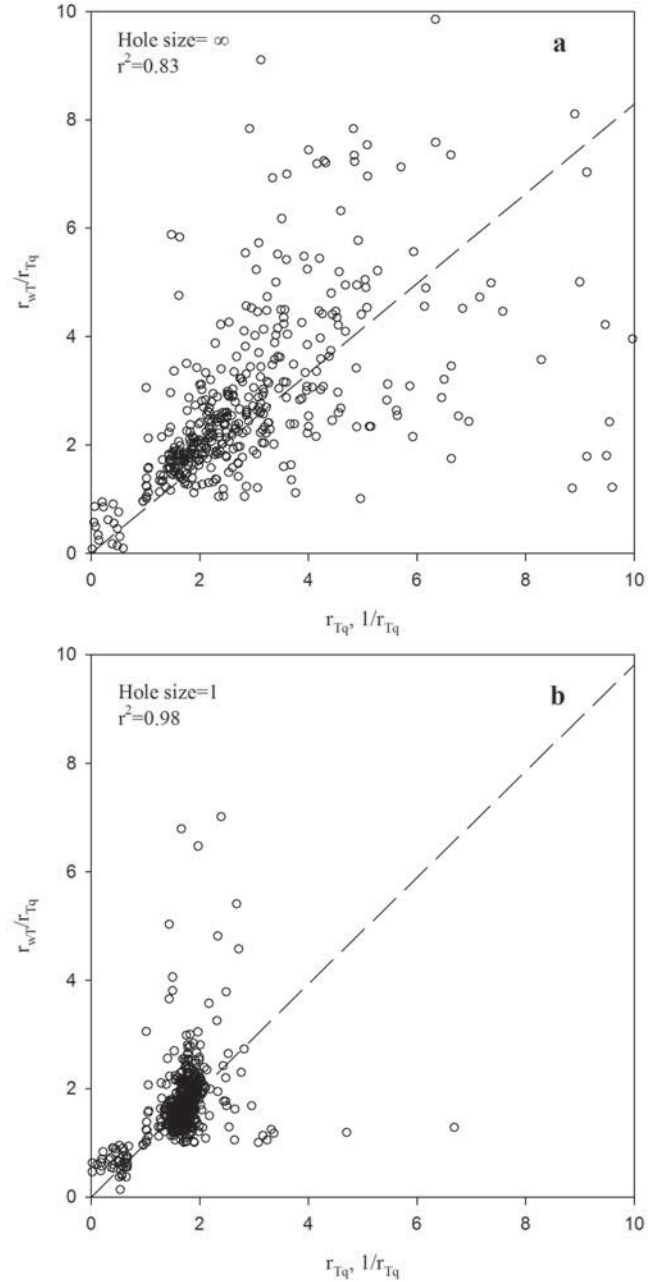 10
Hole size= ∞
a
r²=0.83
8
6
r_wT/r_Tq
4
2
0
0 2 4 6 8 10
r_Tq, 1/r_Tq
10
Hole size=1
b
r²=0.98
8
6
r_wT/r_Tq
4
2
0
0 2 4 6 8 10
r_Tq, 1/r_Tq